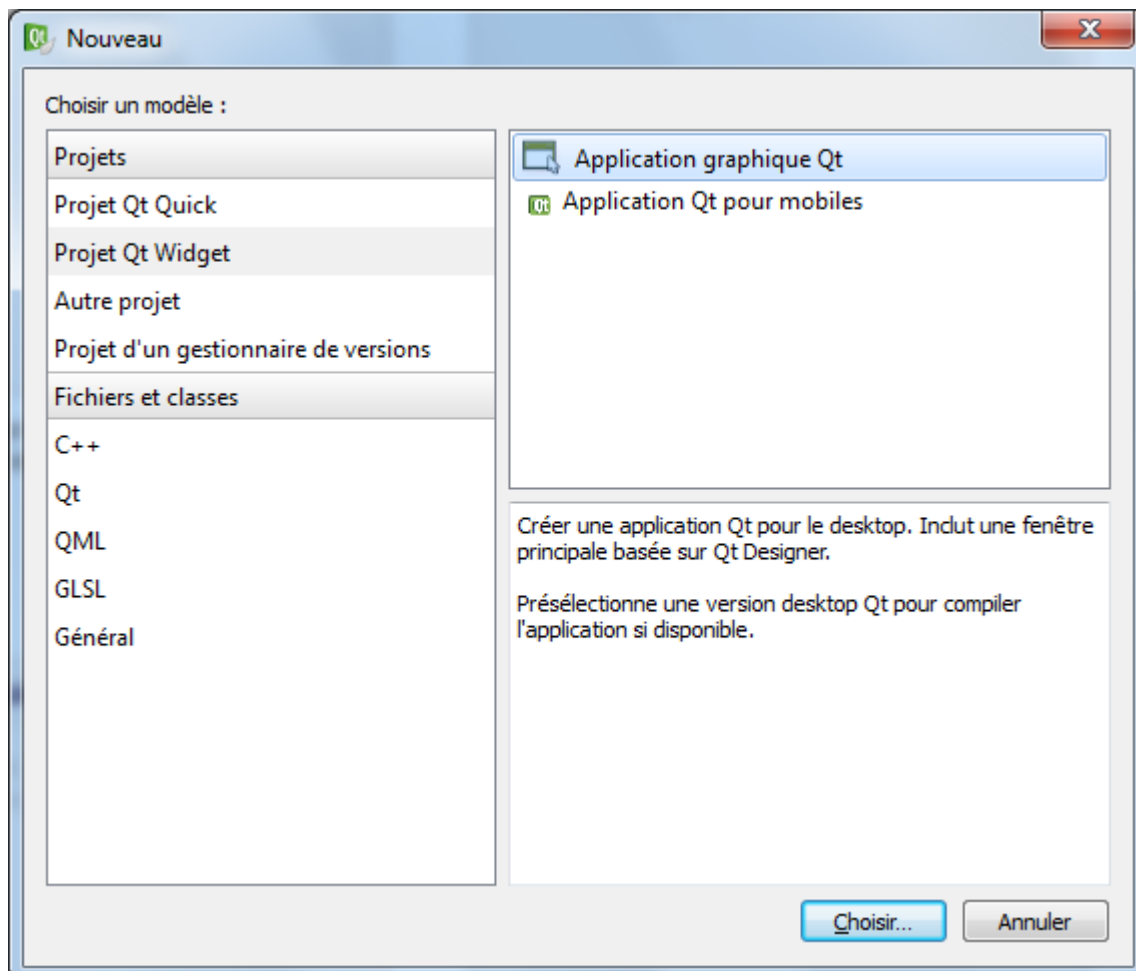 Nouveau
Choisir un modèle :
Projets
Projet Qt Quick
Projet Qt Widget
Autre projet
Projet d'un gestionnaire de versions
Fichiers et classes
C++
Qt
QML
GLSL
Général
Application graphique Qt
Application Qt pour mobiles
Créer une application Qt pour le desktop. Inclut une fenêtre
principale basée sur Qt Designer.
Présélectionne une version desktop Qt pour compiler
l'application si disponible.
Choisir...
Annuler